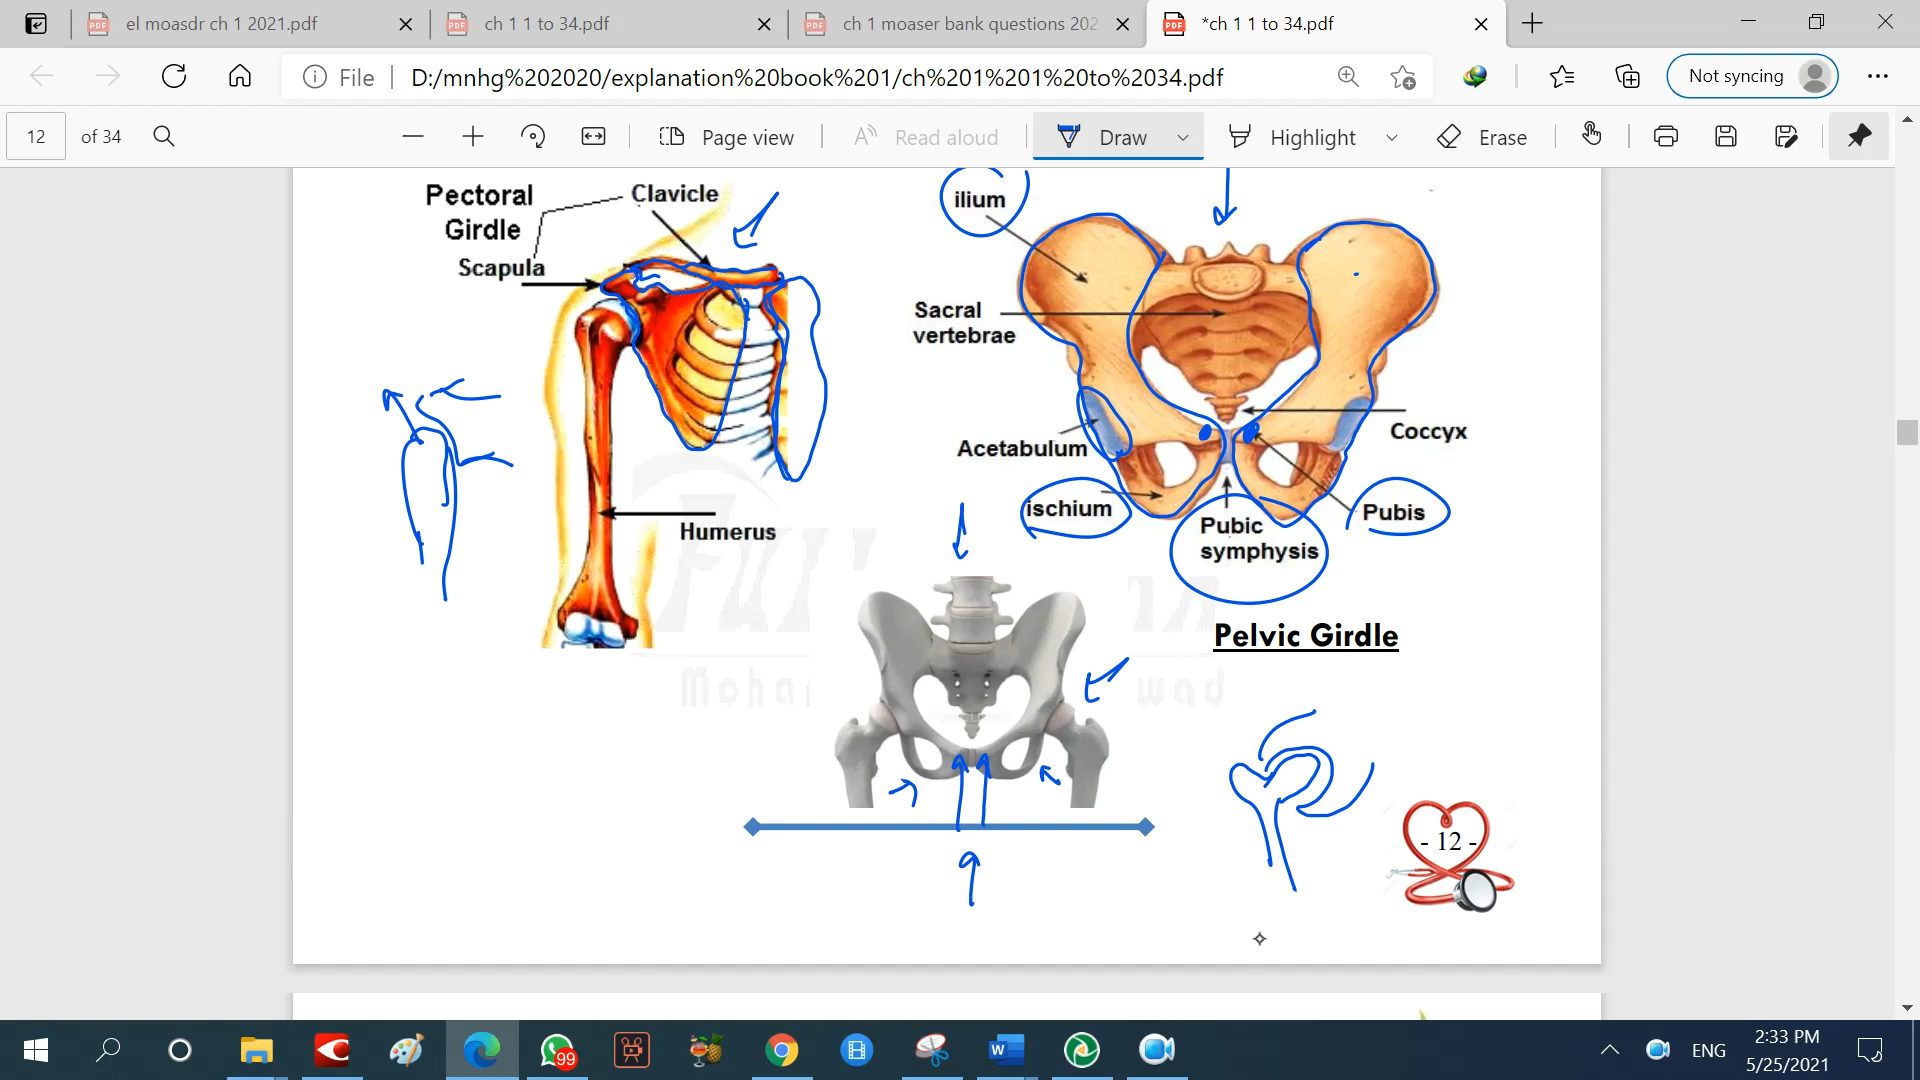 el moasdr ch 1 2021.pdf
ch 1 1 to 34.pdf
ch 1 moaser bank questions 202
*ch 1 1 to 34.pdf
File
D:/mnhg%202020/explanation%20book%201/ch%201%201%20to%2034.pdf
Not syncing
12 of 34
Page view
Read aloud
Draw
Highlight
Erase
Pectoral
Girdle
Clavicle
Scapula
Humerus
ilium
Sacral
vertebrae
Acetabulum
ischium
Pubic
symphysis
Pubis
Coccyx
Pelvic Girdle
- 12 -
99
ENG
2:33 PM
5/25/2021